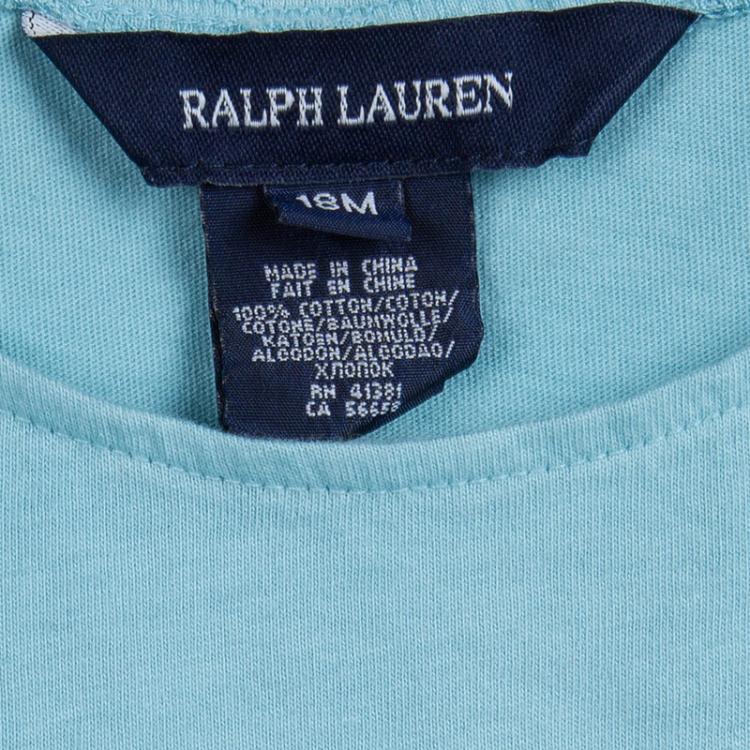 RALPH LAUREN
18M
MADE IN CHINA
FAIT EN CHINE
100% COTTON/COTON/
COTONE/BAUMWOLLE/
KATOEN/BOMULD/
ALGODON/ALGODAO/
ХЛОПОК
RN 41381
CA